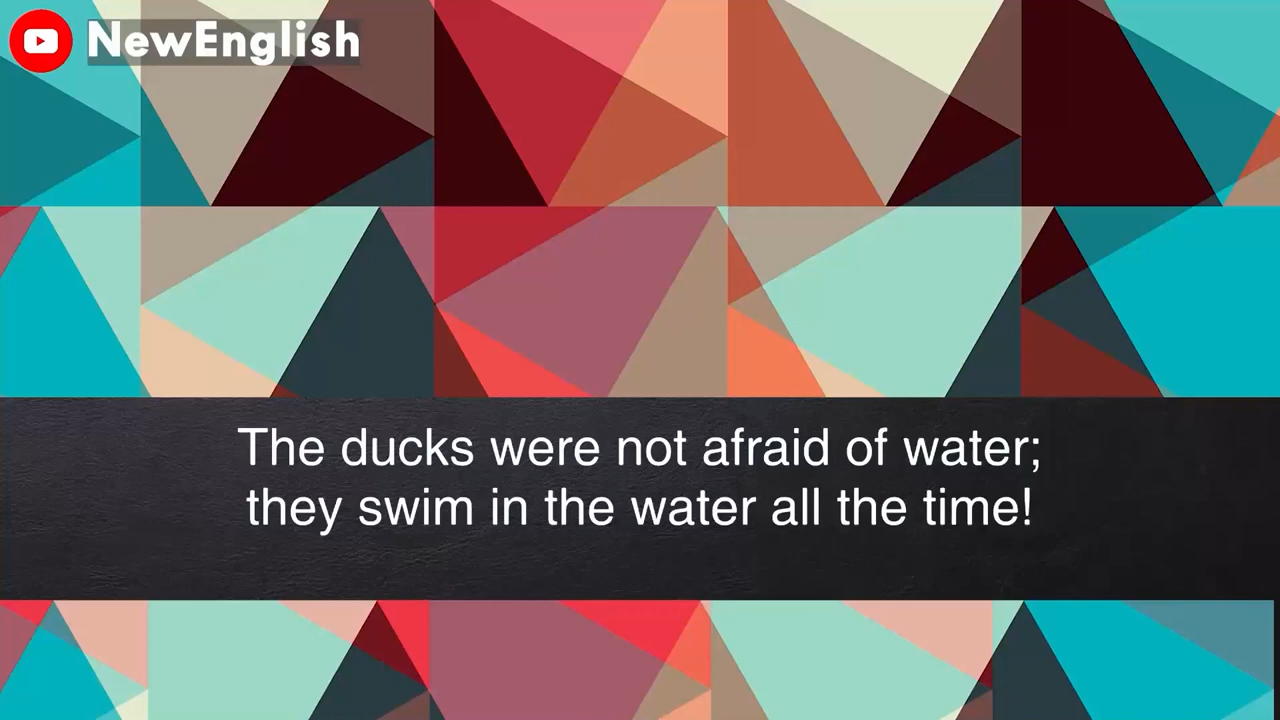 NewEnglish
The ducks were not afraid of water;
they swim in the water all the time!